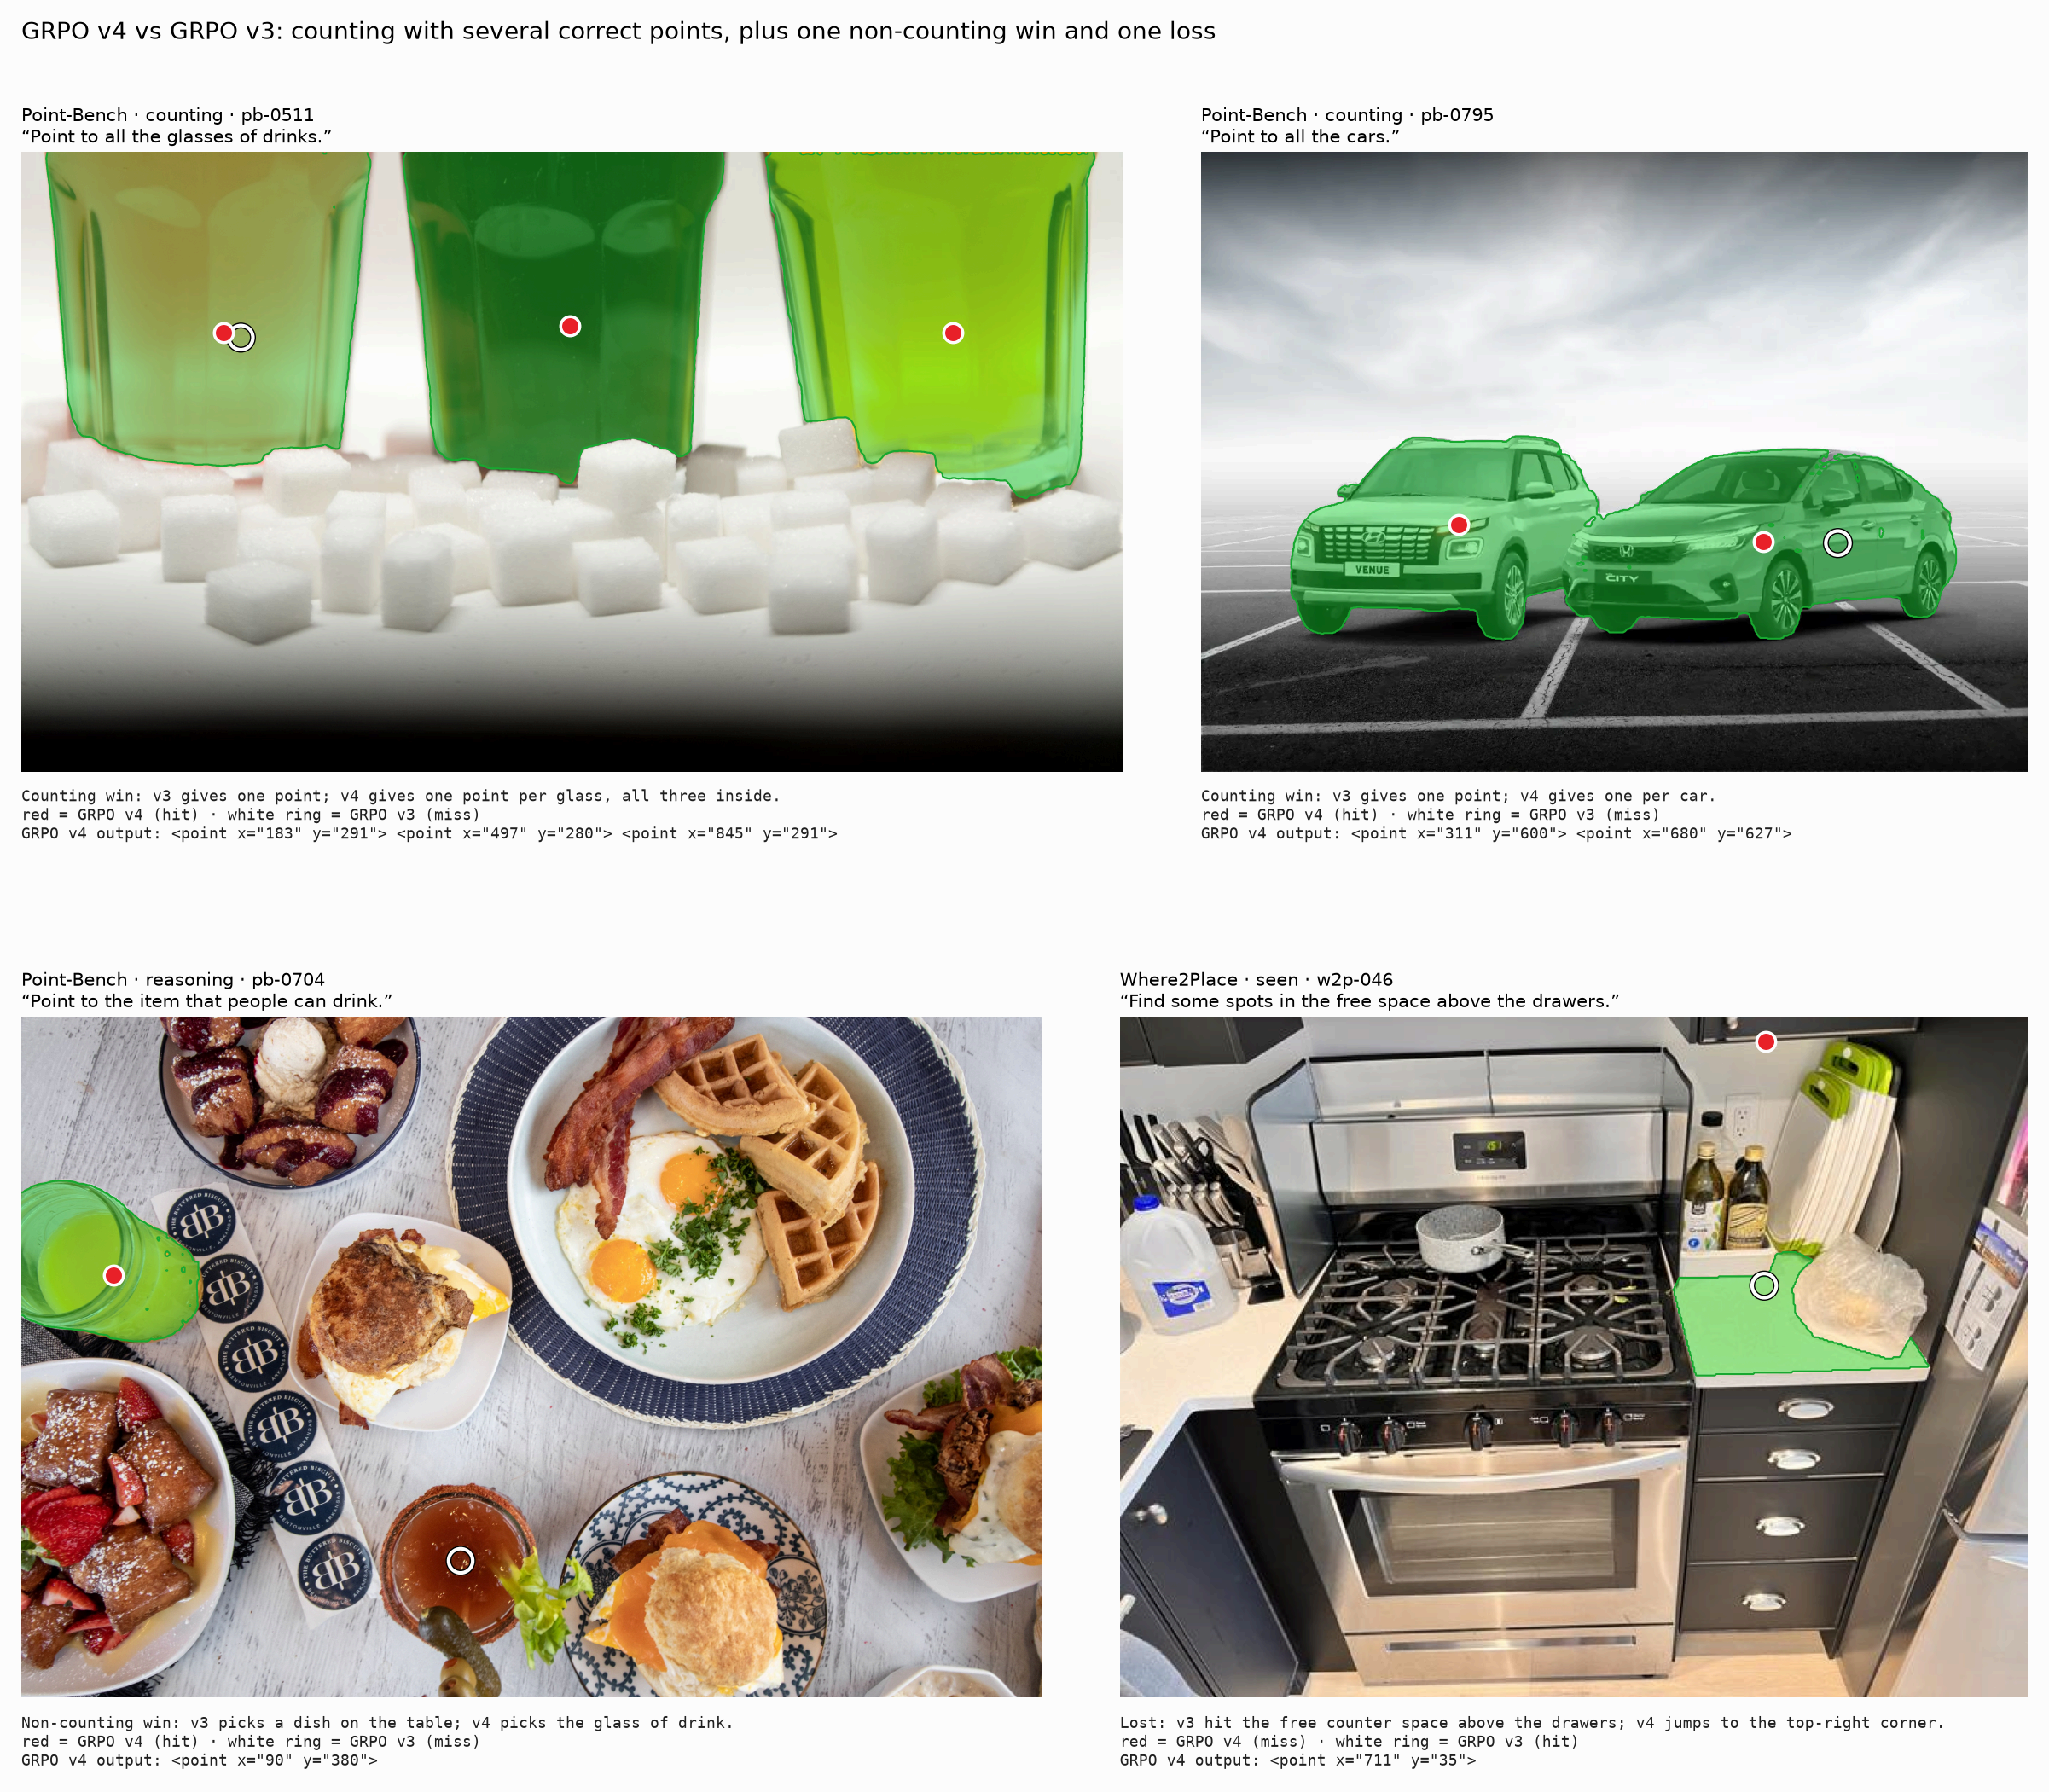 GRPO v4 vs GRPO v3: counting with several correct points, plus one non-counting win and one loss
Point-Bench · counting · pb-0511
“Point to all the glasses of drinks.”
Counting win: v3 gives one point; v4 gives one point per glass, all three inside.
red = GRPO v4 (hit) · white ring = GRPO v3 (miss)
GRPO v4 output: <point x="183" y="291"> <point x="497" y="280"> <point x="845" y="291">
Point-Bench · counting · pb-0795
“Point to all the cars.”
VENUE
CITY
Counting win: v3 gives one point; v4 gives one per car.
red = GRPO v4 (hit) · white ring = GRPO v3 (miss)
GRPO v4 output: <point x="311" y="600"> <point x="680" y="627">
Point-Bench · reasoning · pb-0704
“Point to the item that people can drink.”
THE BUTTERED BISCUIT
BENTONVILLE, ARKANSAS
Non-counting win: v3 picks a dish on the table; v4 picks the glass of drink.
red = GRPO v4 (hit) · white ring = GRPO v3 (miss)
GRPO v4 output: <point x="90" y="380">
Where2Place · seen · w2p-046
“Find some spots in the free space above the drawers.”
Lost: v3 hit the free counter space above the drawers; v4 jumps to the top-right corner.
red = GRPO v4 (miss) · white ring = GRPO v3 (hit)
GRPO v4 output: <point x="711" y="35">